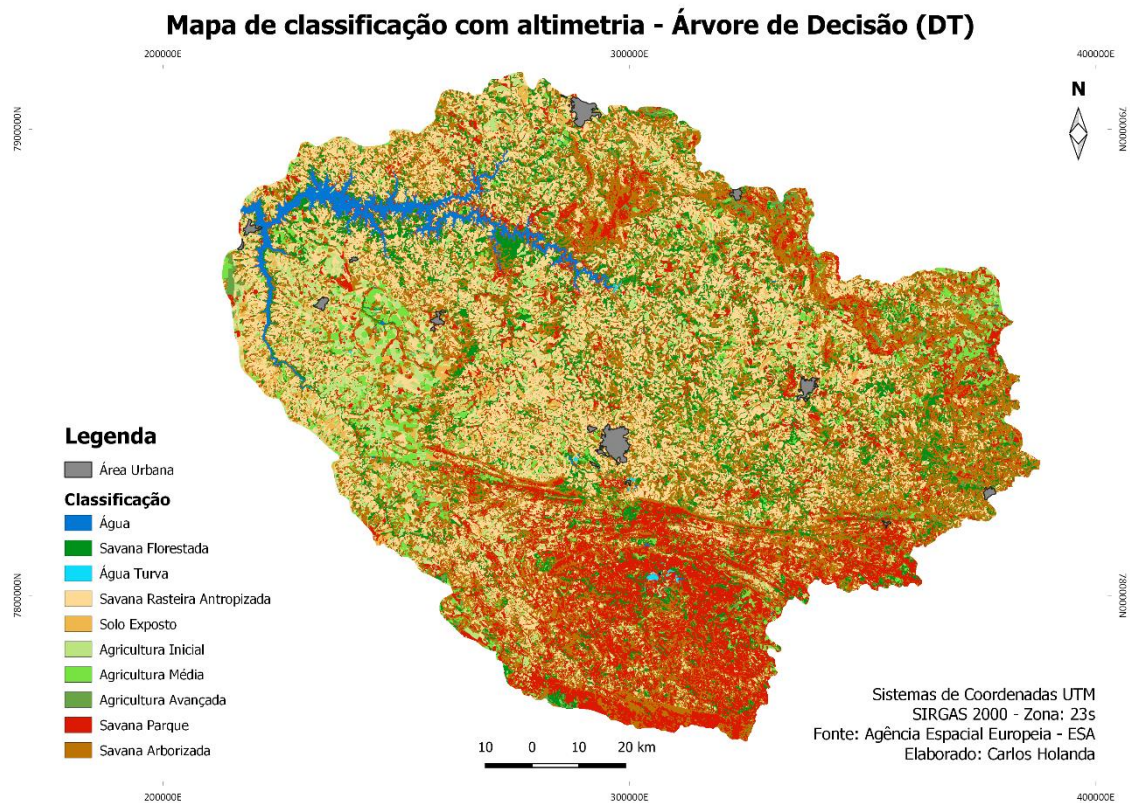 Mapa de classificação com altimetria - Árvore de Decisão (DT)
200000E
300000E
400000E
N
7900000N
7900000N
Legenda
Área Urbana
Classificação
Água
Savana Florestada
Água Turva
Savana Rasteira Antropizada
Solo Exposto
Agricultura Inicial
Agricultura Média
Agricultura Avançada
Savana Parque
Savana Arborizada
7800000N
7800000N
10 0 10 20 km
Sistemas de Coordenadas UTM
SIRGAS 2000 - Zona: 23s
Fonte: Agência Espacial Europeia - ESA
Elaborado: Carlos Holanda
200000E
300000E
400000E